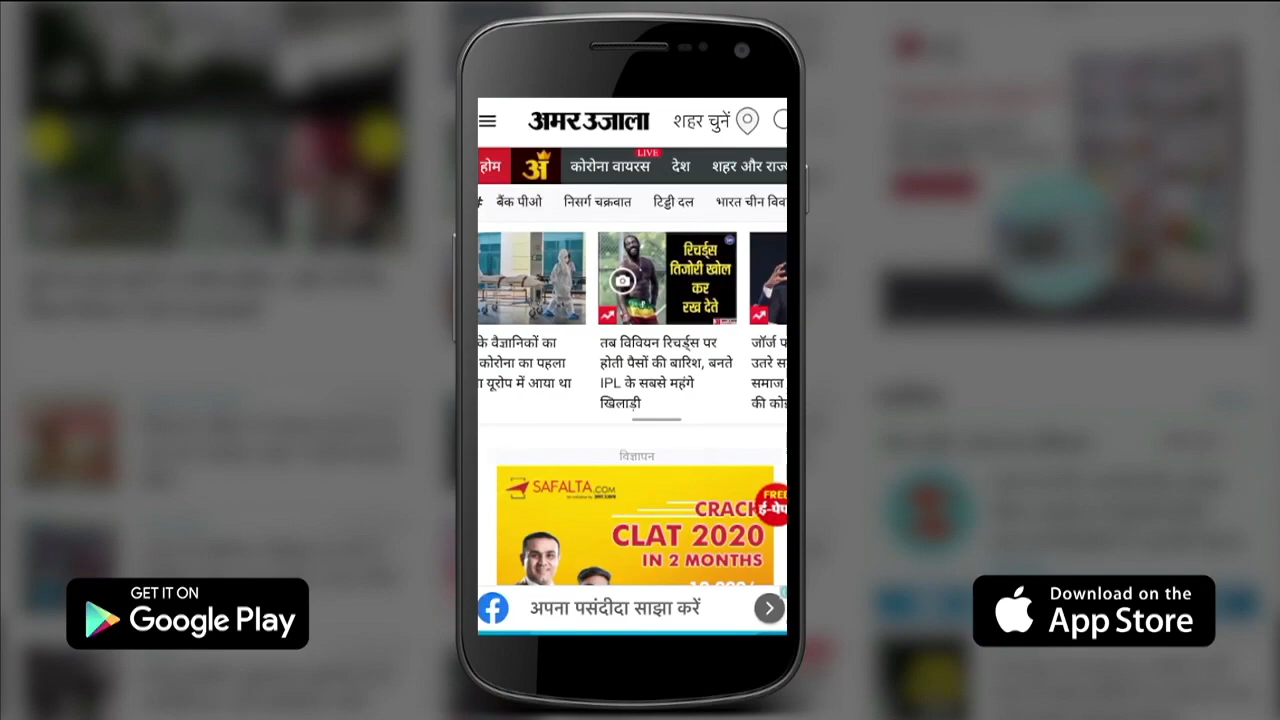 अमर उजाला
शहर चुनें
LIVE
होम
अ
कोरोना वायरस
देश
शहर और राज्य
# बैंक पीओ
निसर्ग चक्रवात
टिड्डी दल
भारत चीन
रिचर्ड्स
तिजोरी खोल
कर
रख देते
के वैज्ञानिकों का
कोरोना का पहला
यूरोप में आया था
तब विवियन रिचर्ड्स पर
होती पैसों की बारिश, बनते
IPL के सबसे महंगे
खिलाड़ी
जॉर्ज
उतरे
समाज
की
विज्ञापन
SAFALTA.COM
CRACK
CLAT 2020
IN 2 MONTHS
FREE
ई-पेप
अपना पसंदीदा साझा करें
GET IT ON
Google Play
Download on the
App Store